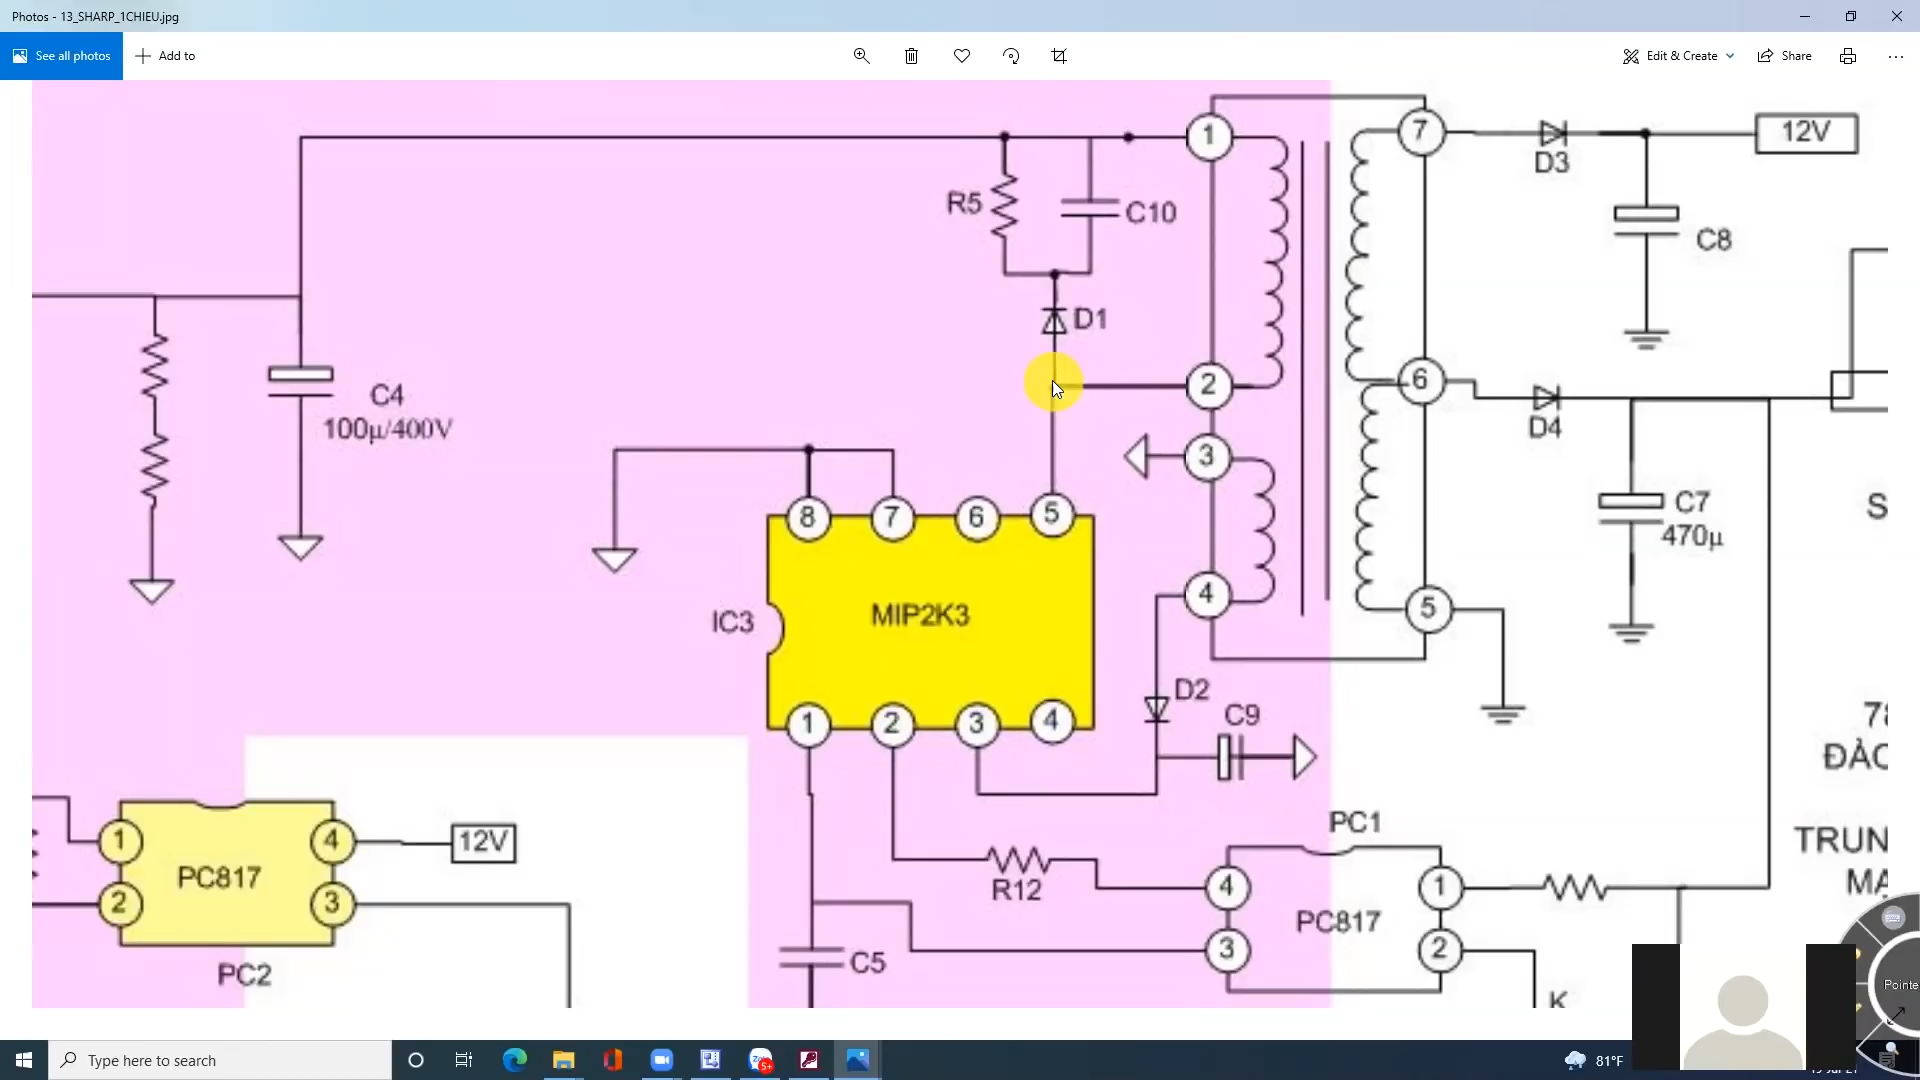 Photos - 13_SHARP_1CHIEU.jpg
See all photos
Add to
Edit & Create
Share
1
7
D3
12V
R5
C10
C8
D1
2
6
D4
C4
100µ/400V
3
C7
470µ
S
8
7
6
5
4
5
IC3
MIP2K3
D2
C9
1
2
3
4
ĐÀO
PC1
TRUN
1
PC817
4
12V
2
3
PC2
R12
4
PC817
1
3
2
C5
K
Pointe
Type here to search
5+
81°F